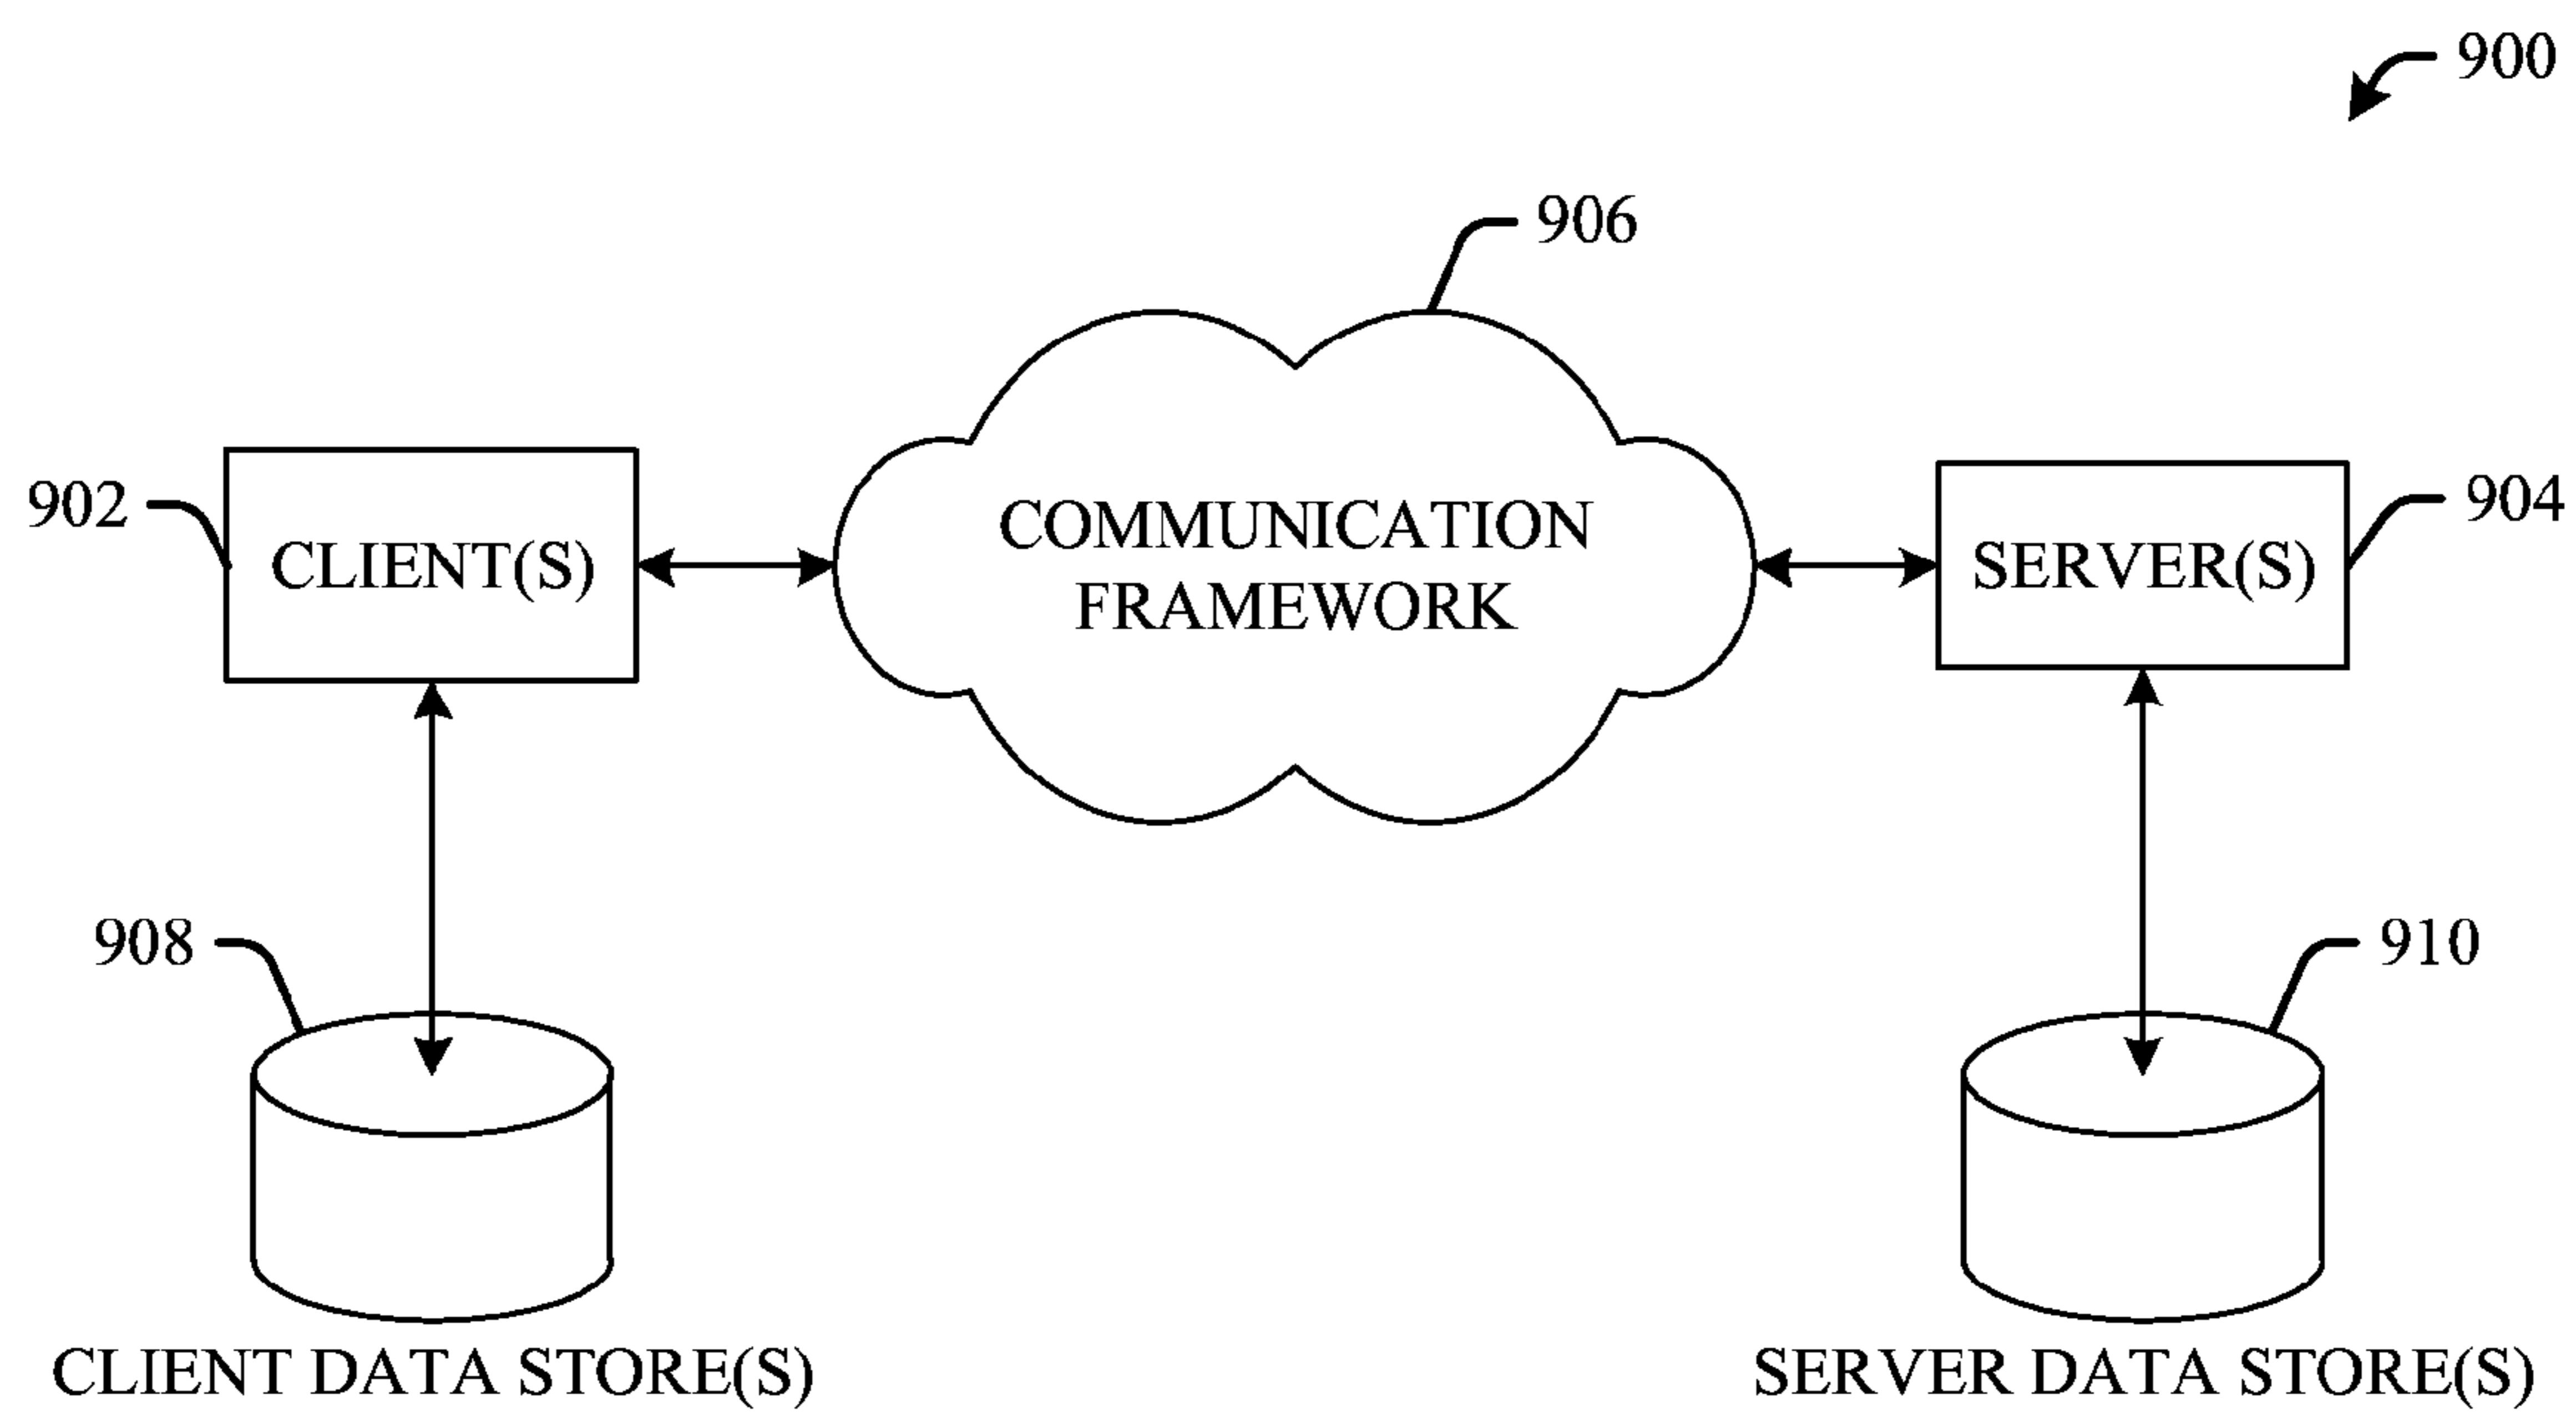 900
906
902
CLIENT(S)
COMMUNICATION
FRAMEWORK
SERVER(S)
904
908
910
CLIENT DATA STORE(S)
SERVER DATA STORE(S)